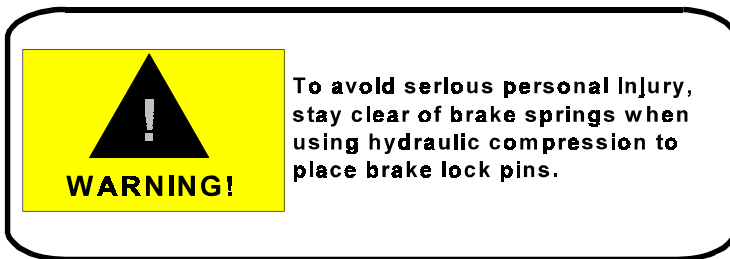 !
WARNING!
To avoid serious personal injury,
stay clear of brake springs when
using hydraulic compression to
place brake lock pins.